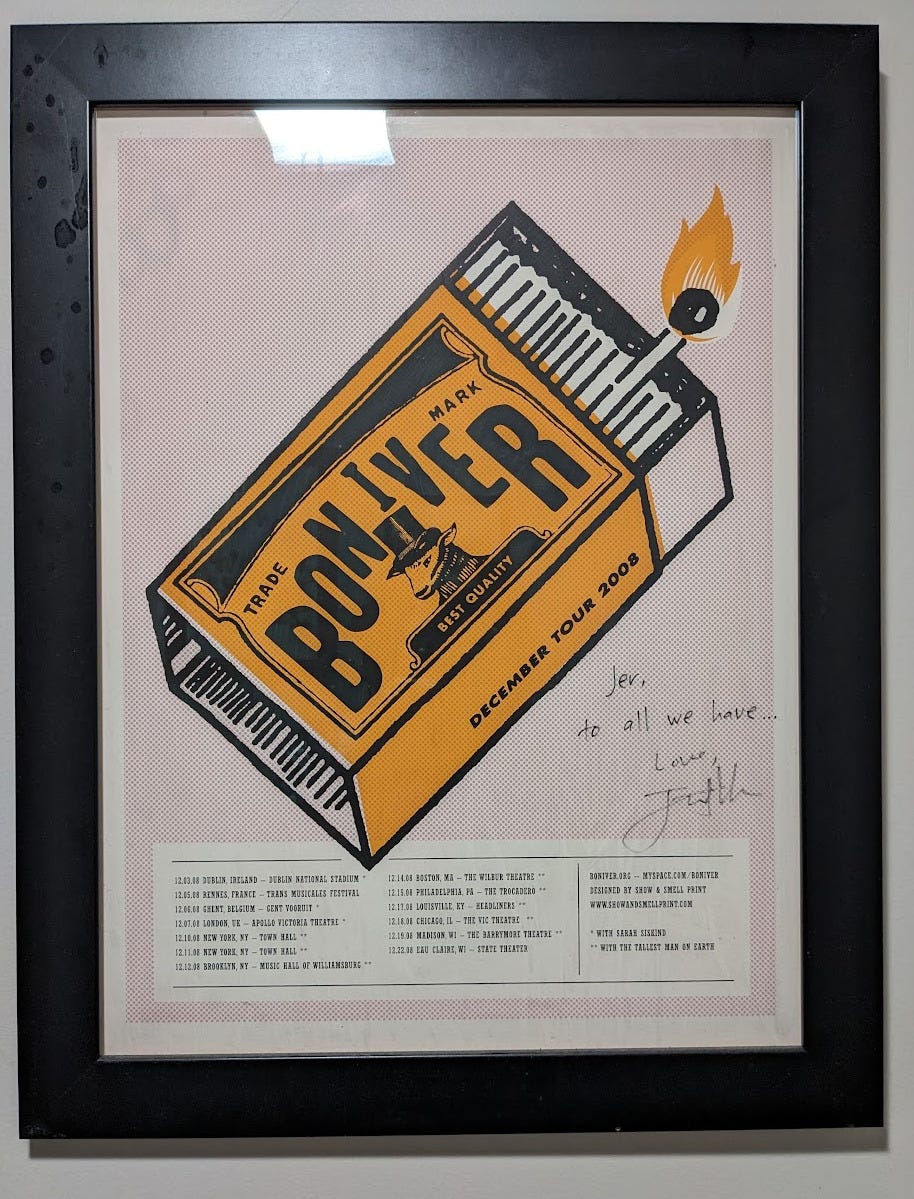 TRADE MARK
BON IVER
BEST QUALITY
DECEMBER TOUR 2008
Jer,
to all we have...
Love,
12.03.08 DUBLIN, IRELAND – DUBLIN NATIONAL STADIUM *
12.05.08 RENNES, FRANCE – TRANS MUSICALES FESTIVAL
12.06.08 GHENT, BELGIUM – GENT VOORUIT *
12.07.08 LONDON, UK – APOLLO VICTORIA THEATRE *
12.10.08 NEW YORK, NY – TOWN HALL **
12.11.08 NEW YORK, NY – TOWN HALL **
12.12.08 BROOKLYN, NY – MUSIC HALL OF WILLIAMSBURG **
12.14.08 BOSTON, MA – THE WILBUR THEATRE **
12.15.08 PHILADELPHIA, PA – THE TROCADERO **
12.17.08 LOUISVILLE, KY – HEADLINERS **
12.18.08 CHICAGO, IL – THE VIC THEATRE **
12.19.08 MADISON, WI – THE BARRYMORE THEATRE **
12.22.08 EAU CLAIRE, WI – STATE THEATER
BONIVER.ORG – MYSPACE.COM/BONIVER
DESIGNED BY SHOW & SMELL PRINT
WWW.SHOWANDSMELLPRINT.COM
* WITH SARAH SISKIND
** WITH THE TALLEST MAN ON EARTH